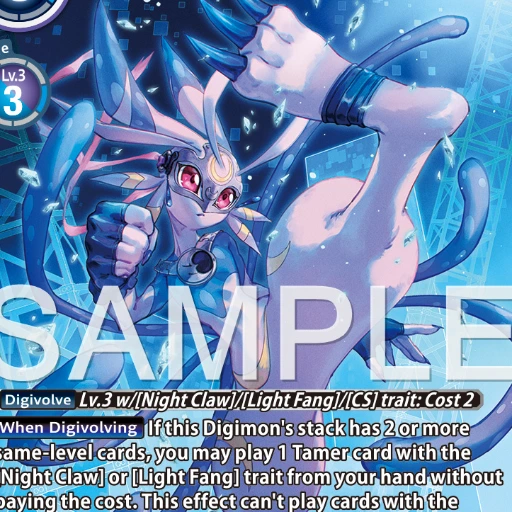 e
Lv.3
3
SAMPLE
Digivolve Lv.3 w/[Night Claw]/[Light Fang]/[CS] trait: Cost 2
When Digivolving If this Digimon's stack has 2 or more
same-level cards, you may play 1 Tamer card with the
[Night Claw] or [Light Fang] trait from your hand without
paying the cost. This effect can't play cards with the